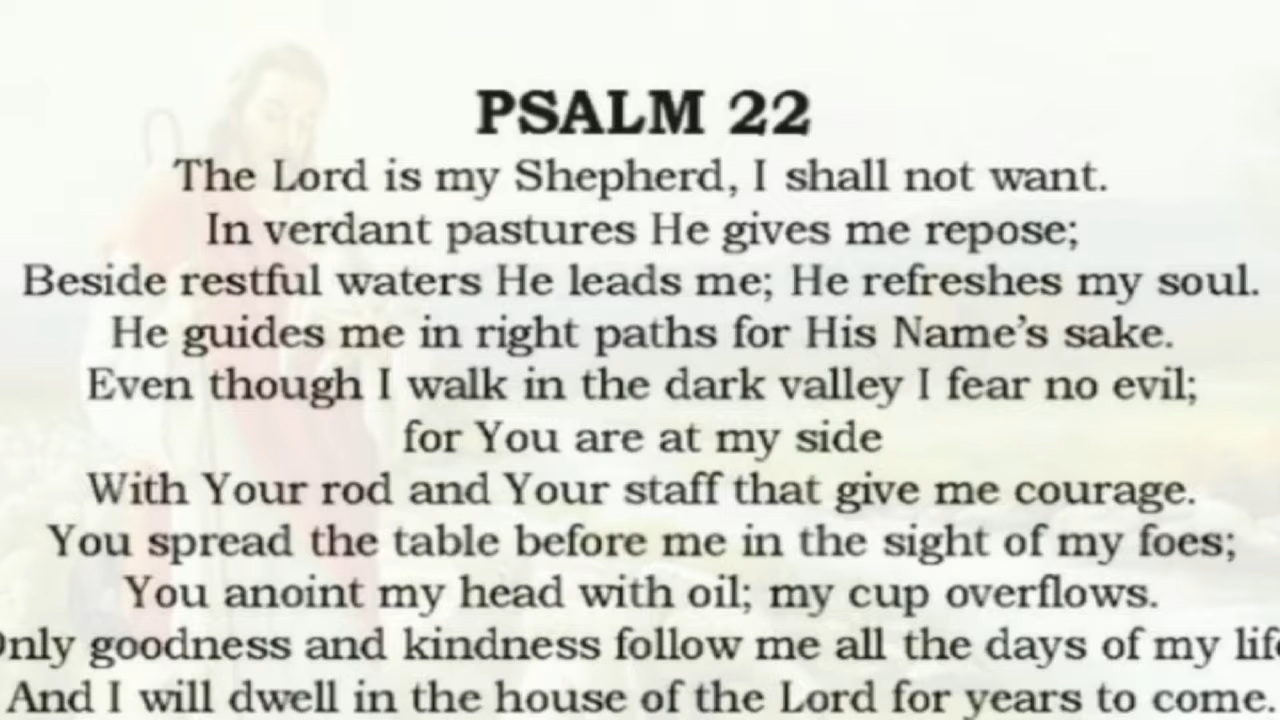 PSALM 22
The Lord is my Shepherd, I shall not want.
In verdant pastures He gives me repose;
Beside restful waters He leads me; He refreshes my soul.
He guides me in right paths for His Name's sake.
Even though I walk in the dark valley I fear no evil;
for You are at my side
With Your rod and Your staff that give me courage.
You spread the table before me in the sight of my foes;
You anoint my head with oil; my cup overflows.
Only goodness and kindness follow me all the days of my life
And I will dwell in the house of the Lord for years to come.